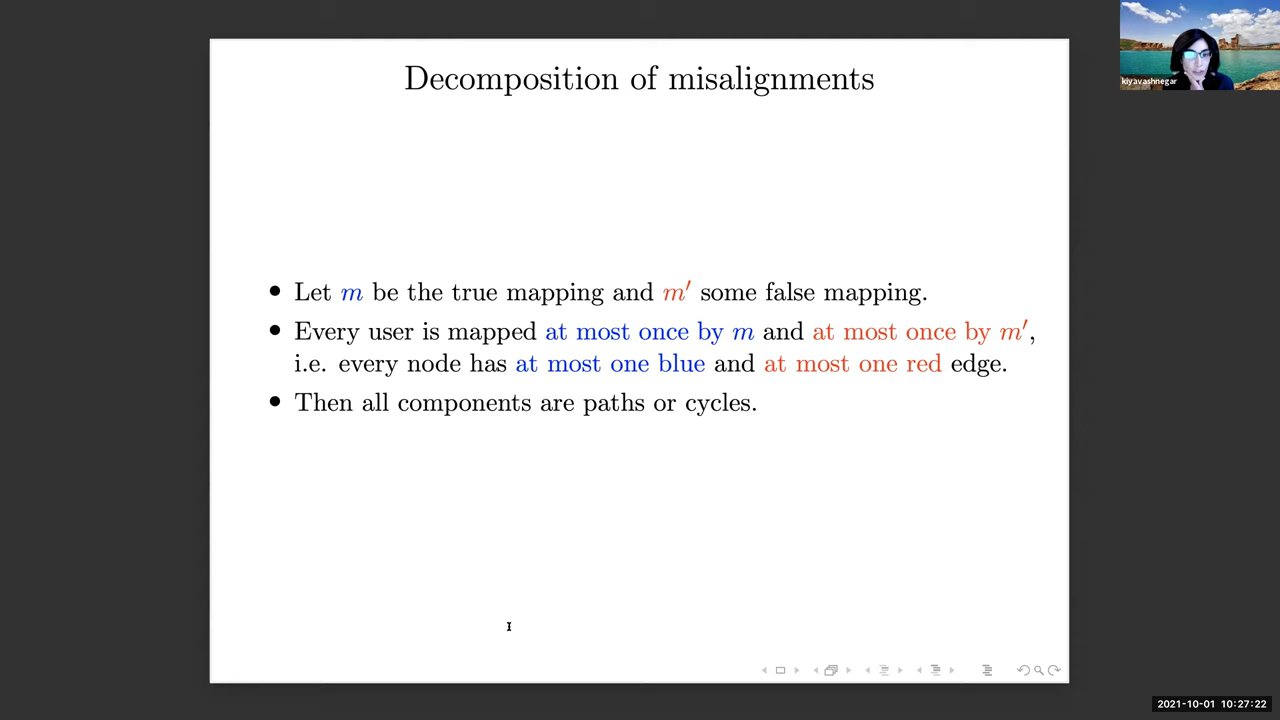 Decomposition of misalignments
kiyavashnegar
• Let m be the true mapping and m′ some false mapping.
• Every user is mapped at most once by m and at most once by m′,
i.e. every node has at most one blue and at most one red edge.
• Then all components are paths or cycles.
2021-10-01 10:27:22